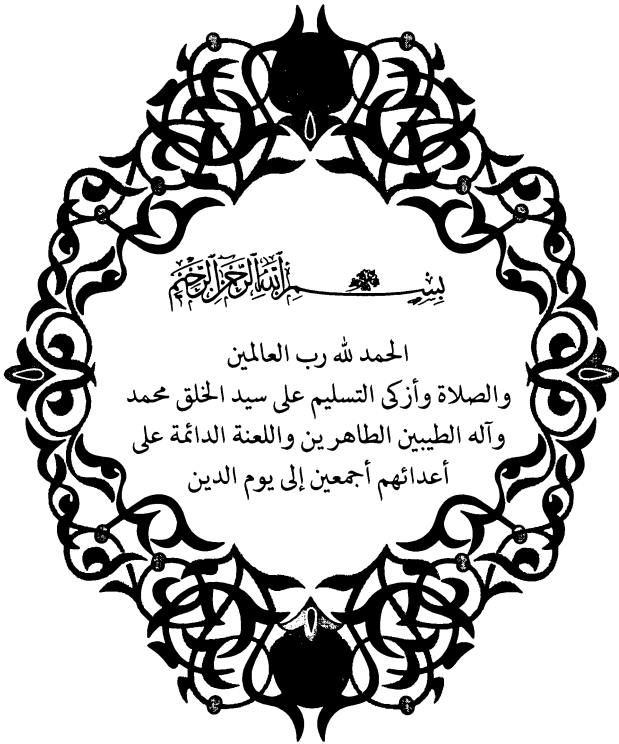 بسم الله الرحمن الرحيم
الحمد لله رب العالمين
والصلاة وأزكى التسليم على سيد الخلق محمد
وآله الطيبين الطاهرين واللعنة الدائمة على
أعدائهم أجمعين إلى يوم الدين